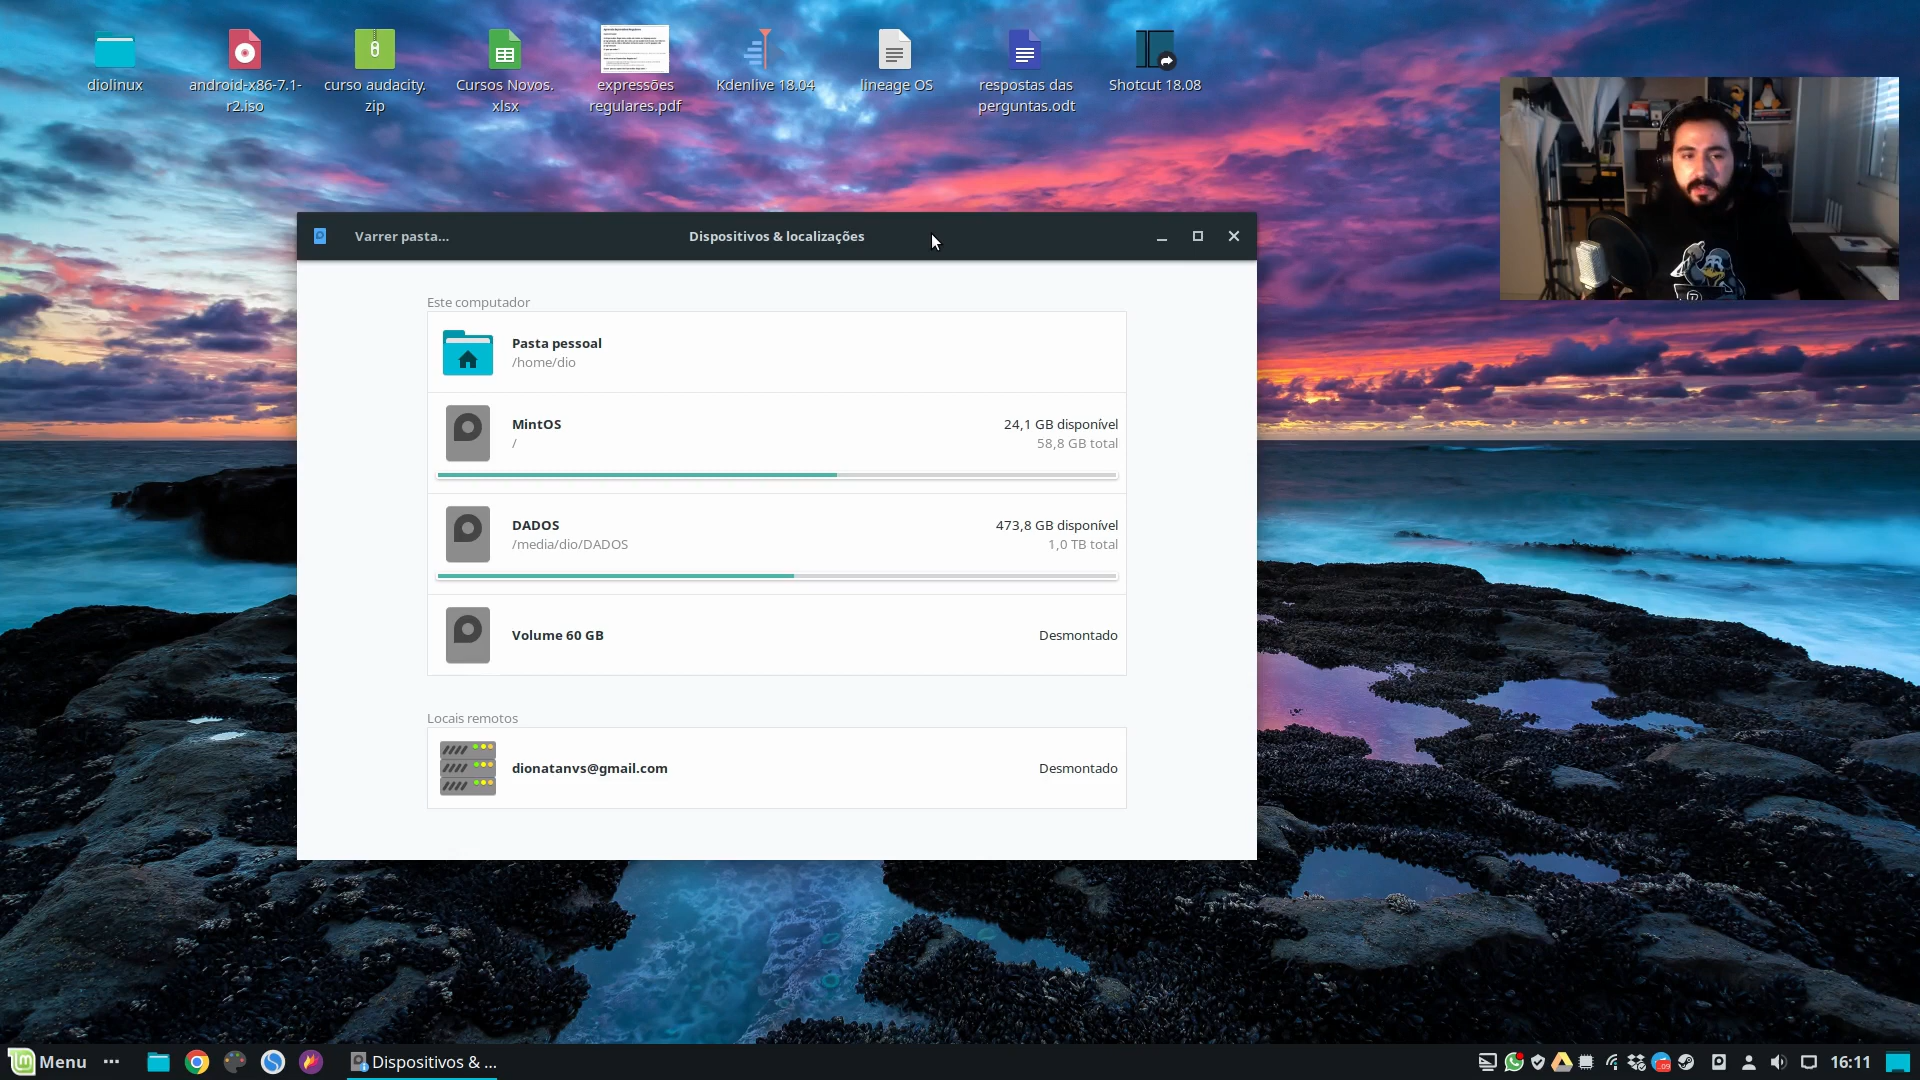 diolinux
android-x86-7.1-
r2.iso
curso audacity.
zip
Cursos Novos.
xlsx
expressões
regulares.pdf
Kdenlive 18.04
lineage OS
respostas das
perguntas.odt
Shotcut 18.08
Varrer pasta...
Dispositivos & localizações
Este computador
Pasta pessoal
/home/dio
MintOS
24,1 GB disponível
/
58,8 GB total
DADOS
473,8 GB disponível
/media/dio/DADOS
1,0 TB total
Volume 60 GB
Desmontado
Locais remotos
dionatanvs@gmail.com
Desmontado
Menu
Dispositivos & ...
16:11